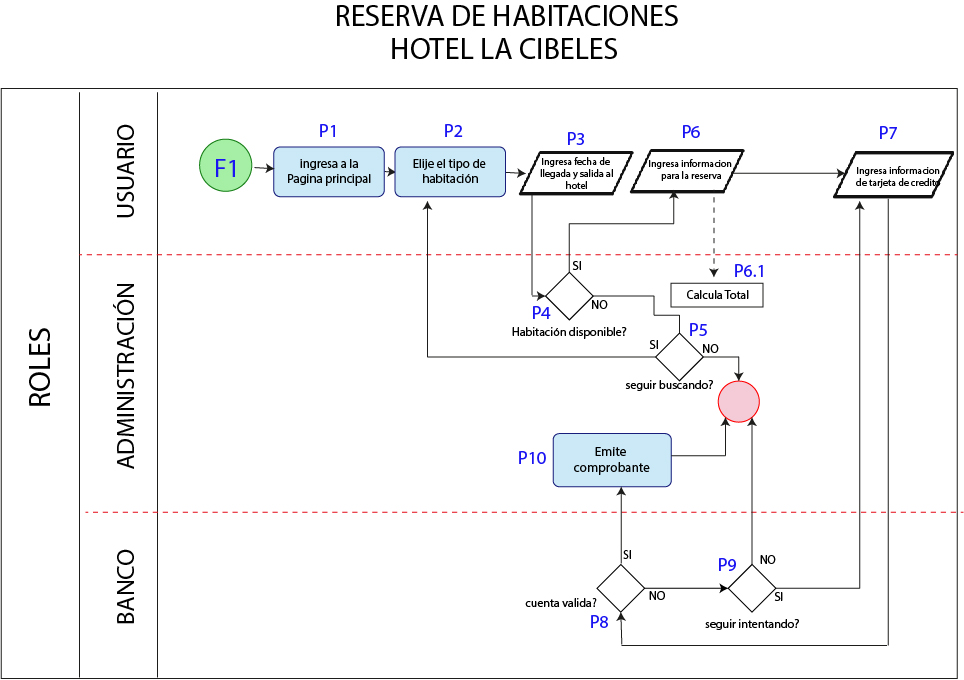 RESERVA DE HABITACIONES
HOTEL LA CIBELES
ROLES
USUARIO
F1
P1
ingresa a la
Pagina principal
P2
Elije el tipo de
habitación
P3
Ingresa fecha de
llegada y salida al
hotel
P6
Ingresa informacion
para la reserva
P7
Ingresa informacion
de tarjeta de credito
ADMINISTRACIÓN
SI
NO
P4
Habitación disponible?
P6.1
Calcula Total
P5
SI
NO
seguir buscando?
P10
Emite
comprobante
BANCO
SI
NO
cuenta valida?
P8
P9
NO
SI
seguir intentando?